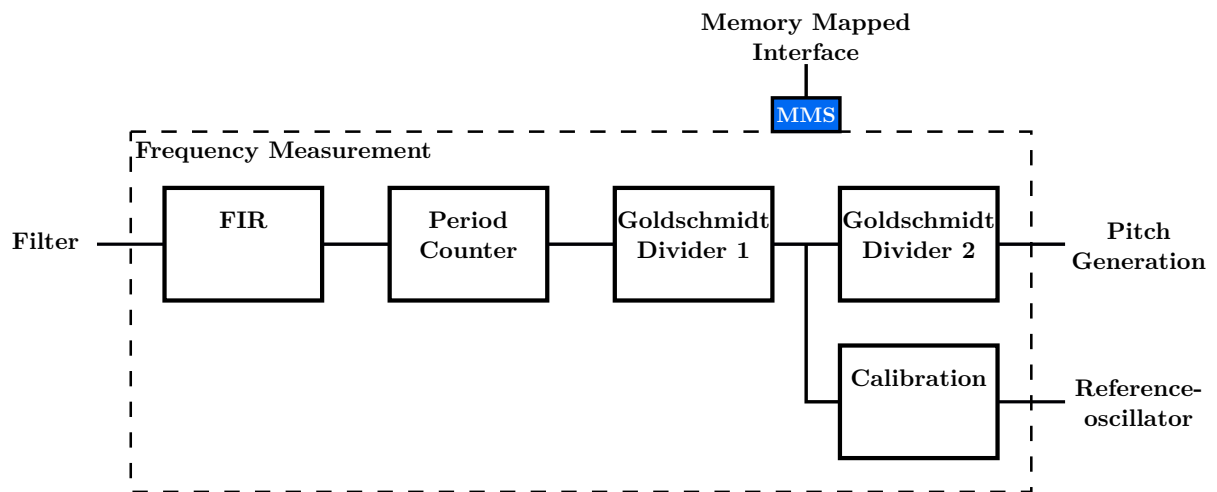 Memory Mapped
Interface
MMS
Frequency Measurement
Filter
FIR
Period
Counter
Goldschmidt
Divider 1
Goldschmidt
Divider 2
Pitch
Generation
Calibration
Reference-
oscillator